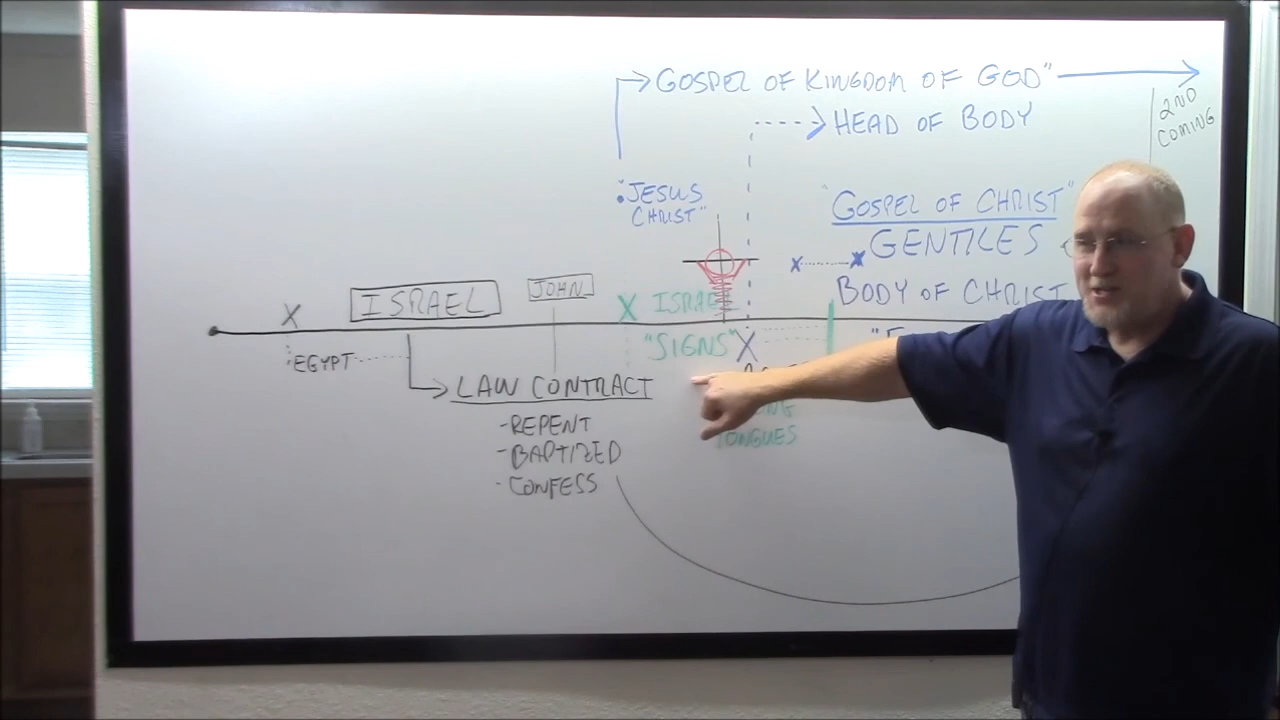 GOSPEL OF KINGDOM OF GOD"
HEAD OF BODY
2ND
COMING
"JESUS
CHRIST"
"GOSPEL OF CHRIST"
GENTILES
BODY OF CHRIST
X
ISRAEL
JOHN
X
X
X
"SIGNS"
X
EGYPT
LAW CONTRACT
-REPENT
-BAPTIZED
-CONFESS
TONGUES